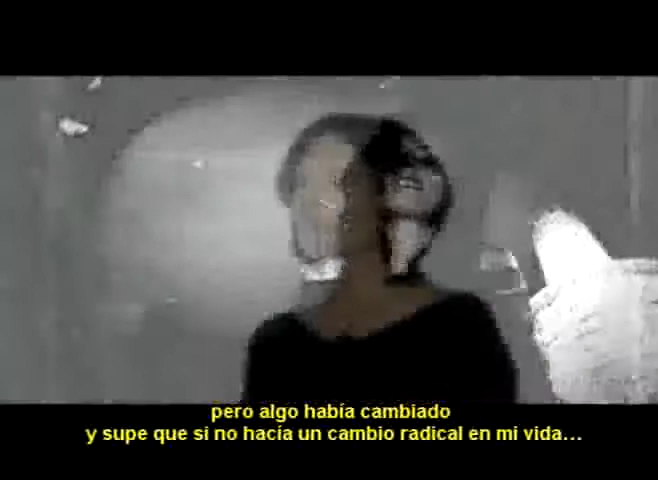 pero algo había cambiado
y supe que si no hacía un cambio radical en mi vida...